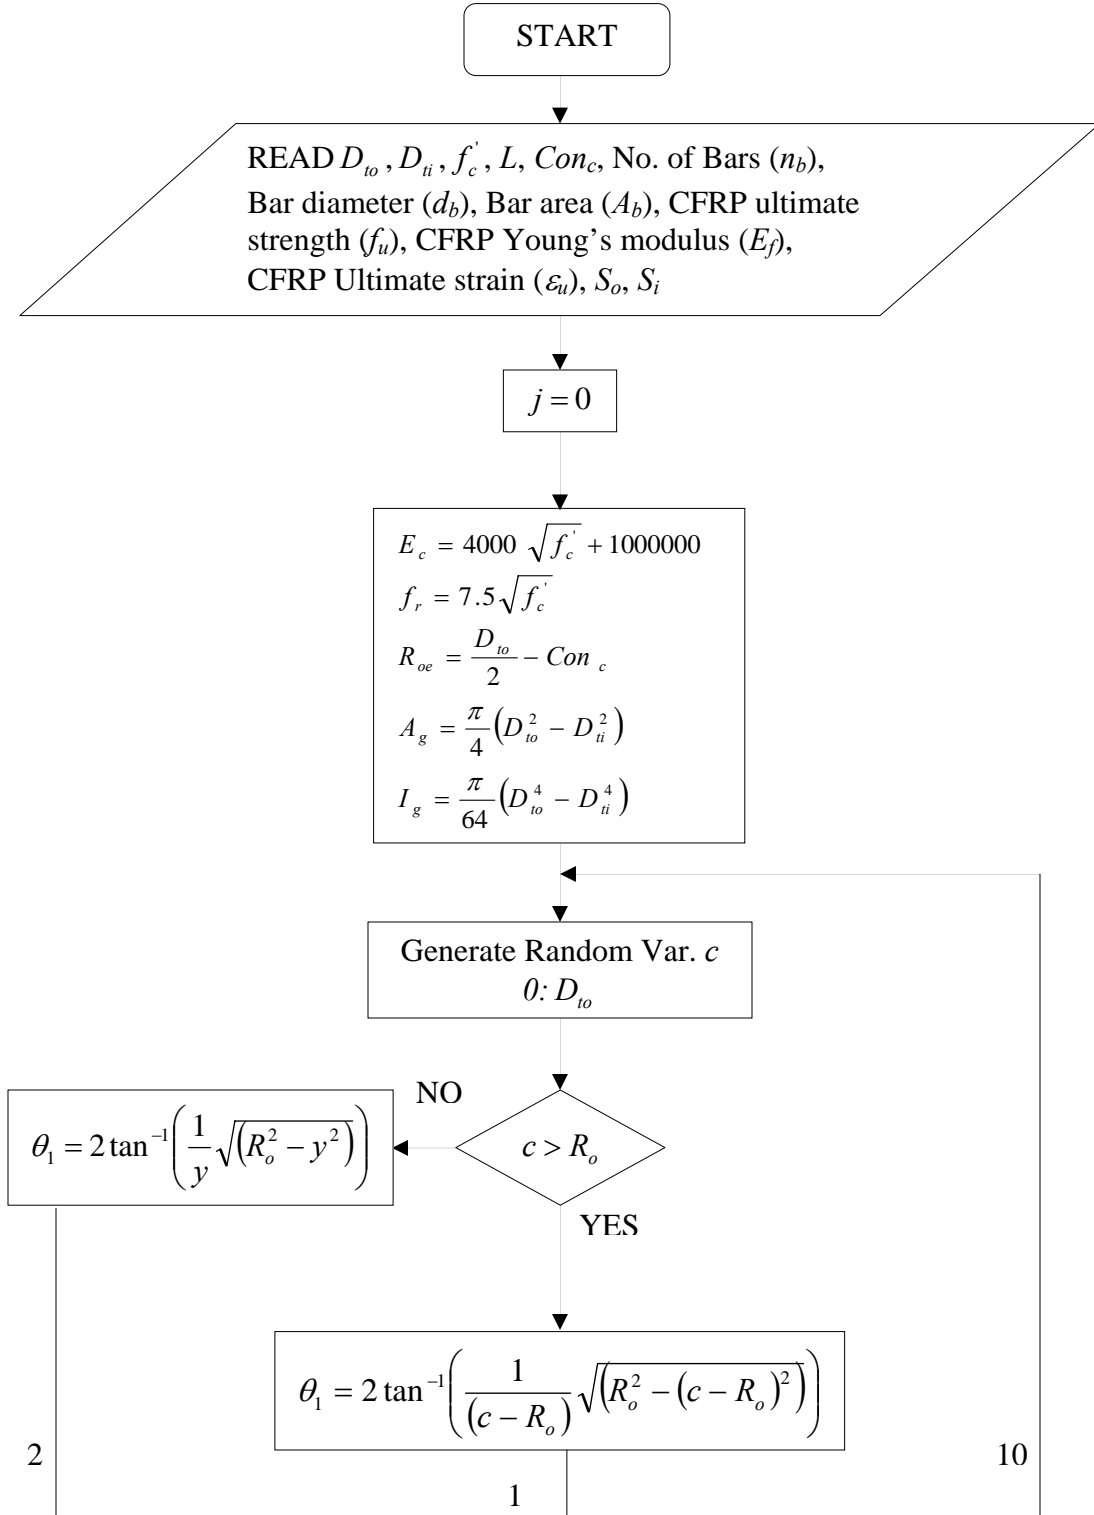 START
READ D_to , D_ti , f_c^' , L, Con_c, No. of Bars (n_b),
Bar diameter (d_b), Bar area (A_b), CFRP ultimate
strength (f_u), CFRP Young’s modulus (E_f),
CFRP Ultimate strain (ε_u), S_o, S_i
j = 0
E_c = 4000 √(f_c^') + 1000000
f_r = 7.5√(f_c^')
R_oe = D_to/2 − Con_c
A_g = π/4 (D_to^2 − D_ti^2)
I_g = π/64 (D_to^4 − D_ti^4)
Generate Random Var. c
0: D_to
NO
θ_1 = 2 tan^−1(1/y √(R_o^2 − y^2))
c > R_o
YES
θ_1 = 2 tan^−1(1/(c − R_o) √(R_o^2 − (c − R_o)^2))
2
10
1